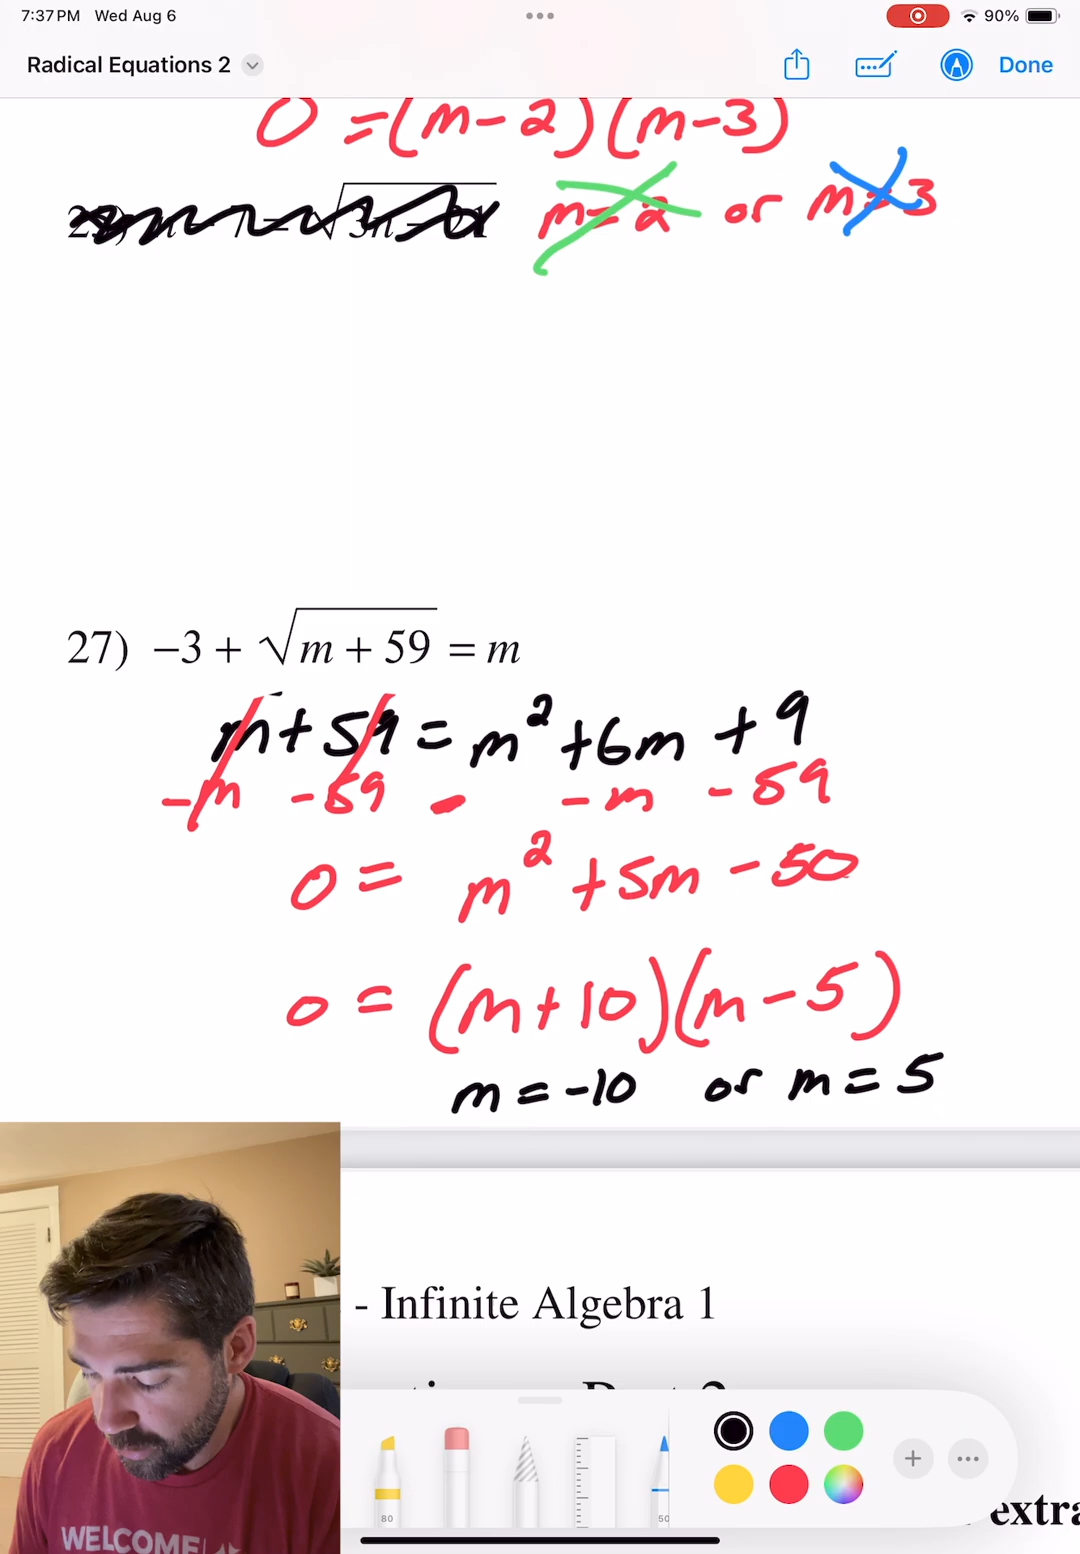 7:37 PM Wed Aug 6
90%
Radical Equations 2
Done
0 = (m-2)(m-3)
m=2 or m=3
27) −3 + √m + 59 = m
m+59 = m² +6m +9
-m -59 - -m -59
0 = m² +5m -50
0 = (m+10)(m-5)
m = -10 or m = 5
- Infinite Algebra 1
80
50
WELCOME